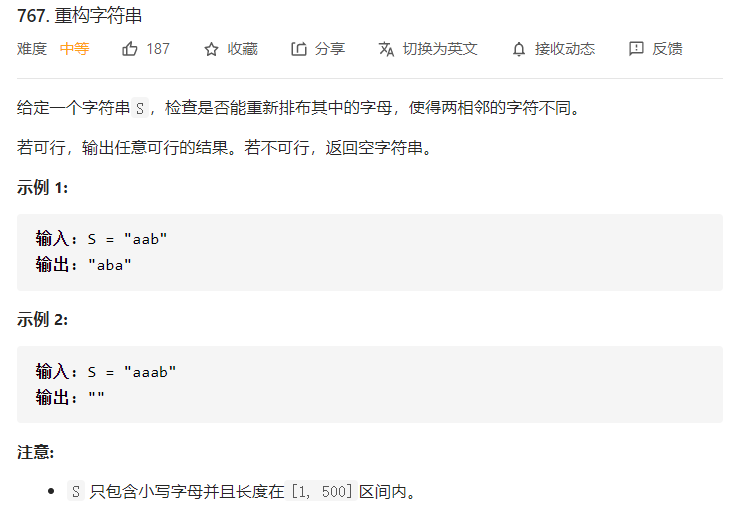 767. 重构字符串
难度 中等 187 收藏 分享 切换为英文 接收动态 反馈
给定一个字符串 S，检查是否能重新排布其中的字母，使得两相邻的字符不同。
若可行，输出任意可行的结果。若不可行，返回空字符串。
示例 1:
输入：S = "aab"
输出："aba"
示例 2:
输入：S = "aaab"
输出：""
注意:
S 只包含小写字母并且长度在[1, 500]区间内。